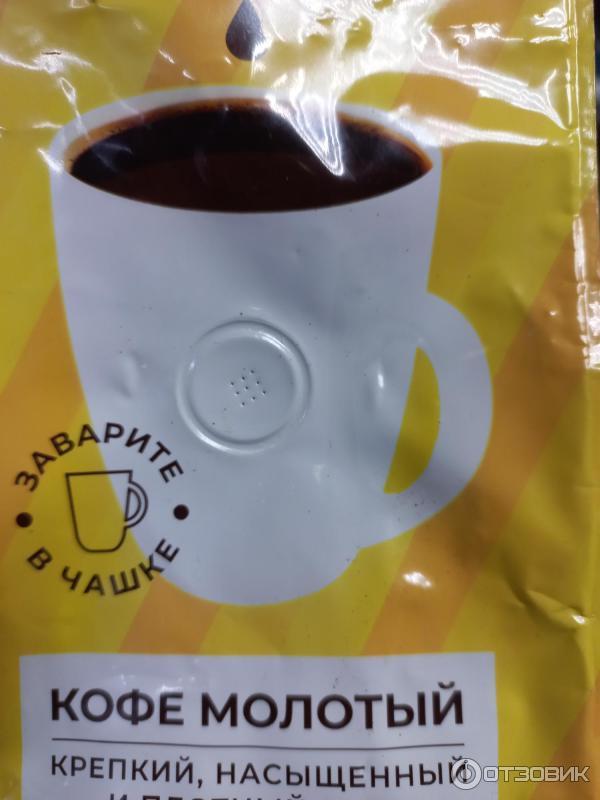 ЗАВАРИТЕ
В ЧАШКЕ
КОФЕ МОЛОТЫЙ
КРЕПКИЙ, НАСЫЩЕННЫЙ
ОТЗОВИК